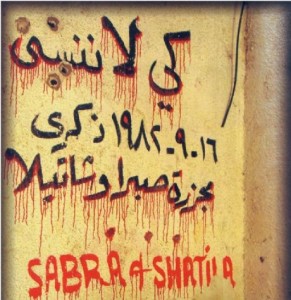 كي لا ننسى
١٦-٩-١٩٨٢ ذكرى
مجزرة صبرا وشاتيلا
SABRA & SHATIlA